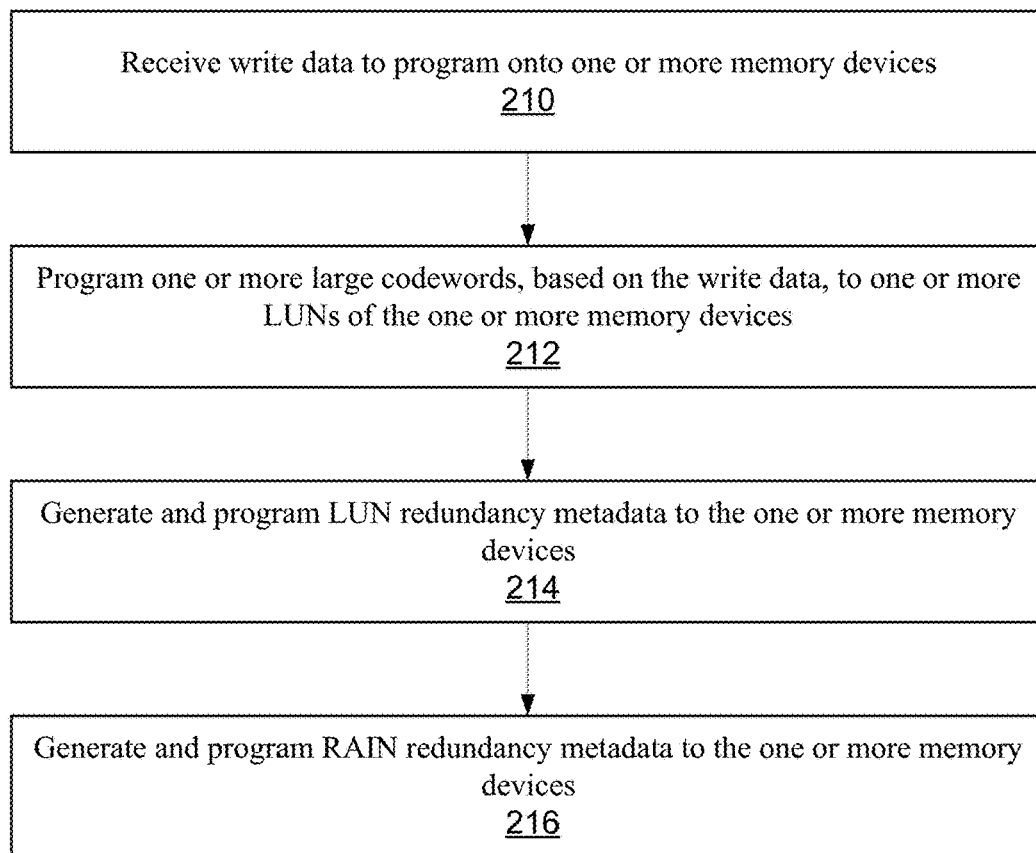 Receive write data to program onto one or more memory devices
210
Program one or more large codewords, based on the write data, to one or more
LUNs of the one or more memory devices
212
Generate and program LUN redundancy metadata to the one or more memory
devices
214
Generate and program RAIN redundancy metadata to the one or more memory
devices
216